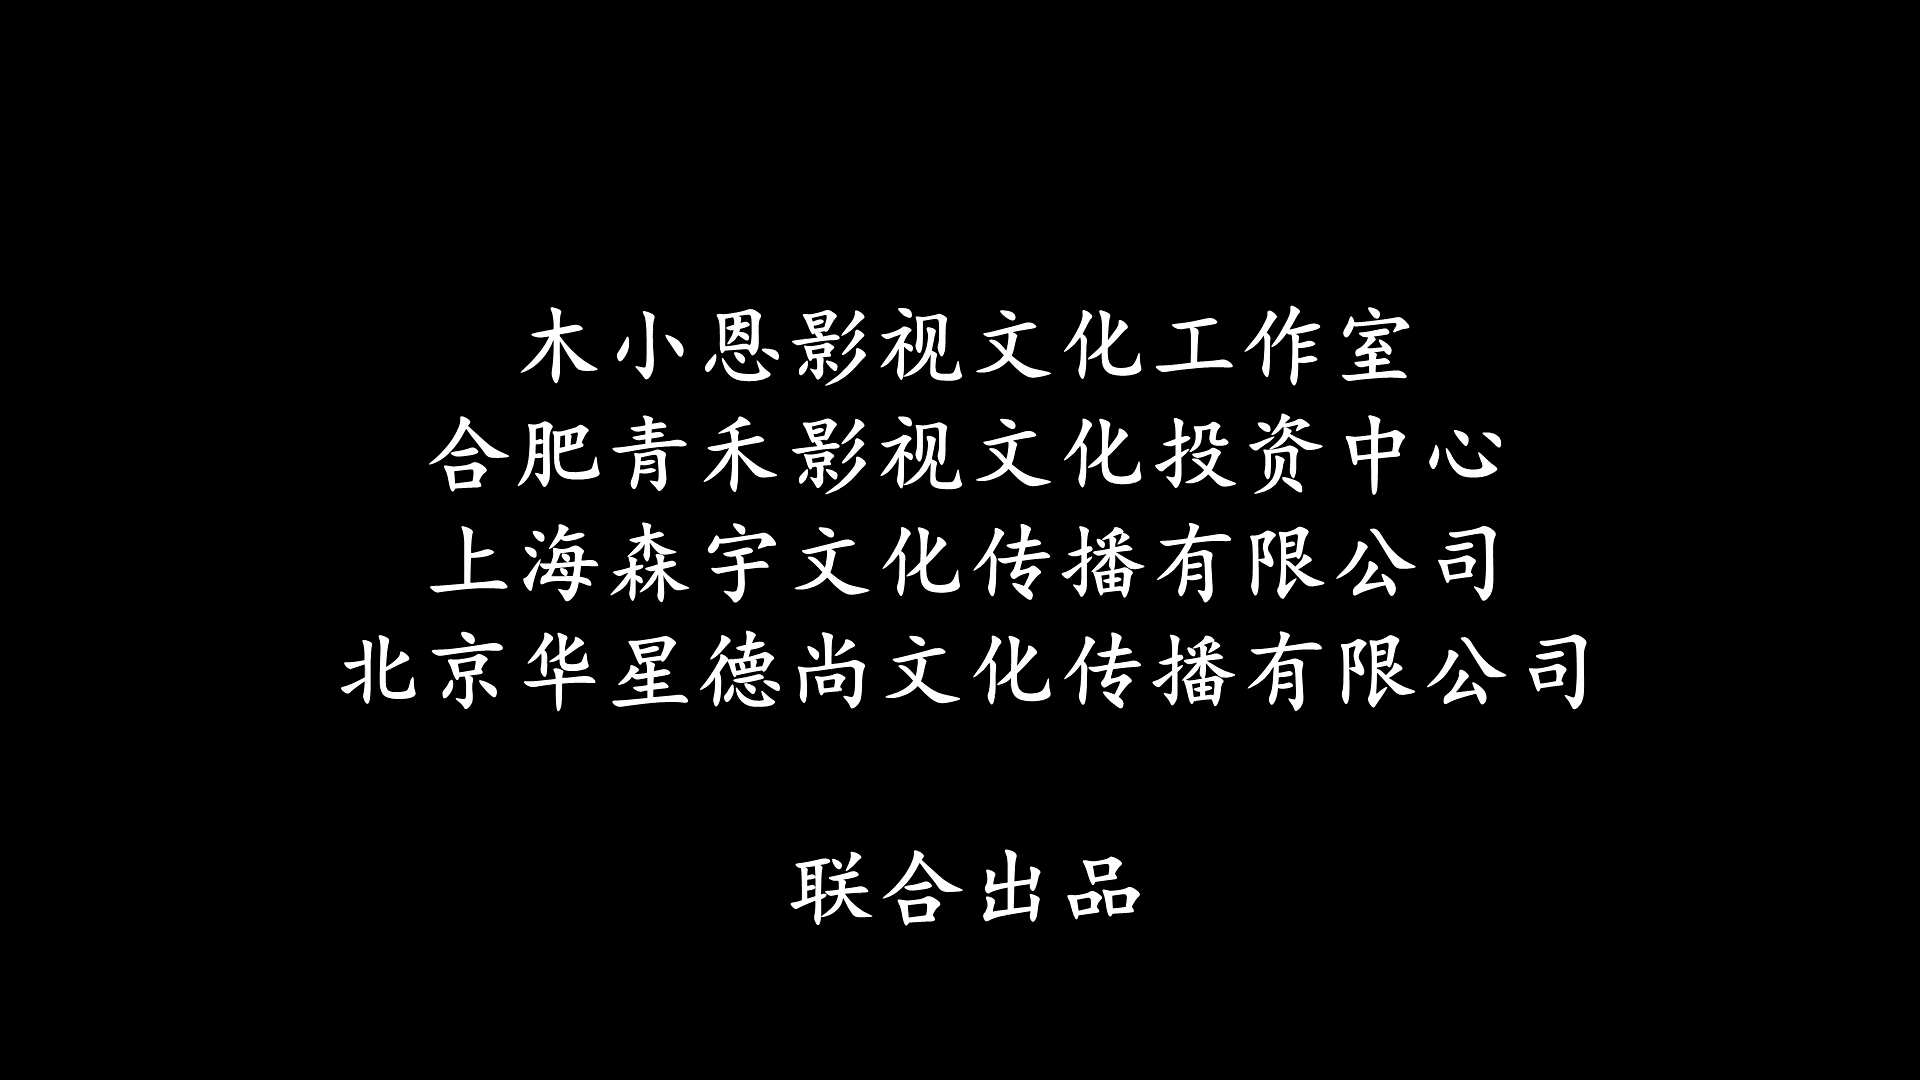 木小恩影视文化工作室
合肥青禾影视文化投资中心
上海森宇文化传播有限公司
北京华星德尚文化传播有限公司
联合出品